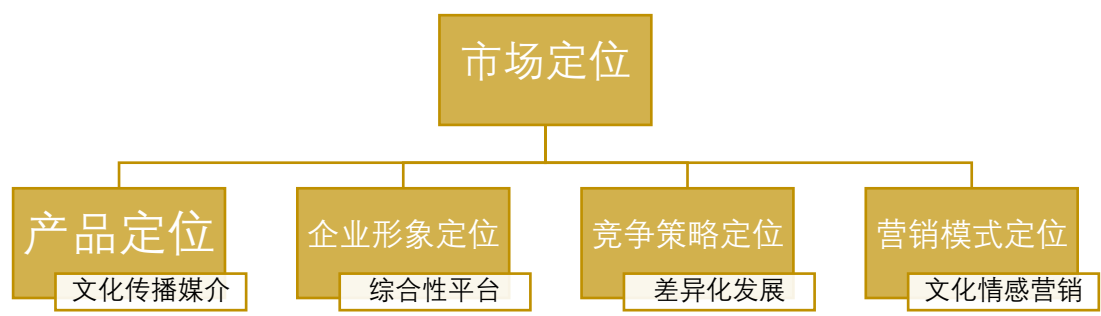 市场定位
产品定位
文化传播媒介
企业形象定位
综合性平台
竞争策略定位
差异化发展
营销模式定位
文化情感营销